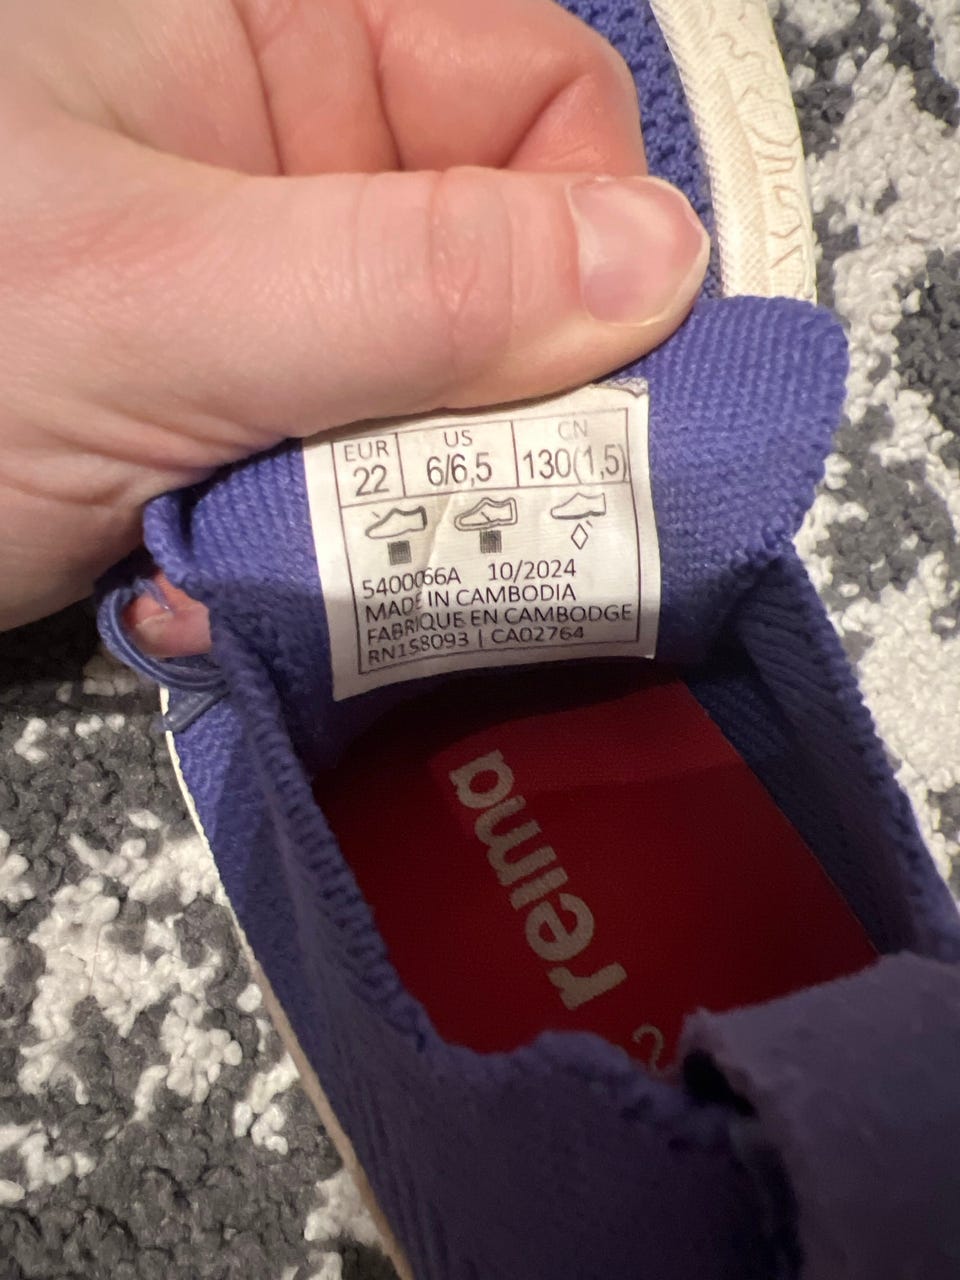 EUR US CN
22 6/6,5 130(1,5)
5400066A 10/2024
MADE IN CAMBODIA
FABRIQUE EN CAMBODGE
RN158093 | CA02764
reima